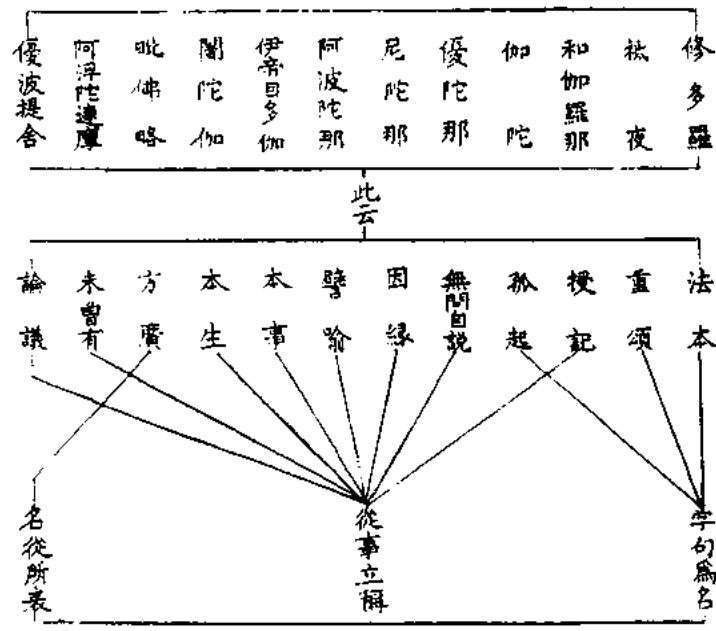 修多羅
祇夜
和伽羅那
伽陀
優陀那
尼陀那
阿波陀那
伊帝目多伽
闍陀伽
毗佛略
阿浮陀達摩
優波提舍
此云
法本
重頌
授記
孤起
無問自説
因緣
譬喻
本事
本生
方廣
未曾有
論議
字句爲名
從事立稱
名從所表